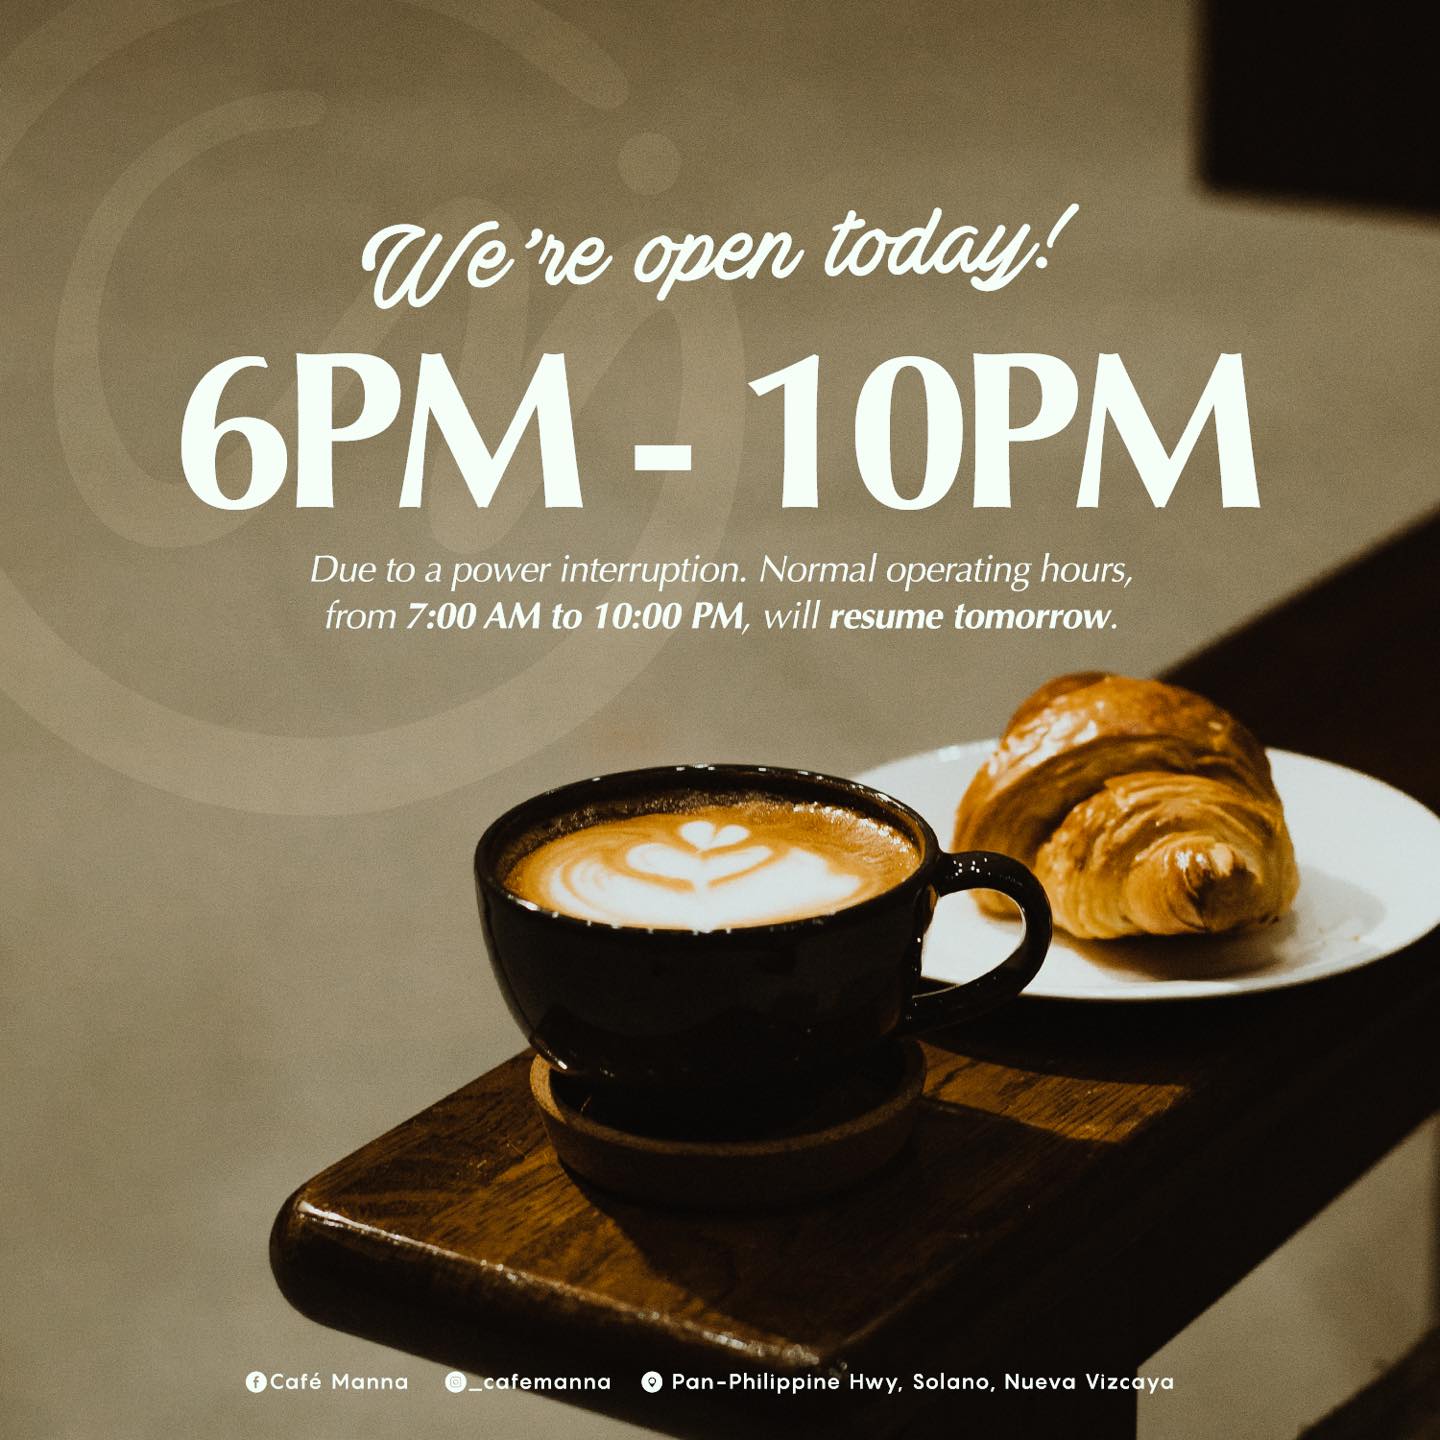 We're open today!
6PM - 10PM
Due to a power interruption. Normal operating hours,
from 7:00 AM to 10:00 PM, will resume tomorrow.
Café Manna _cafemanna Pan-Philippine Hwy, Solano, Nueva Vizcaya